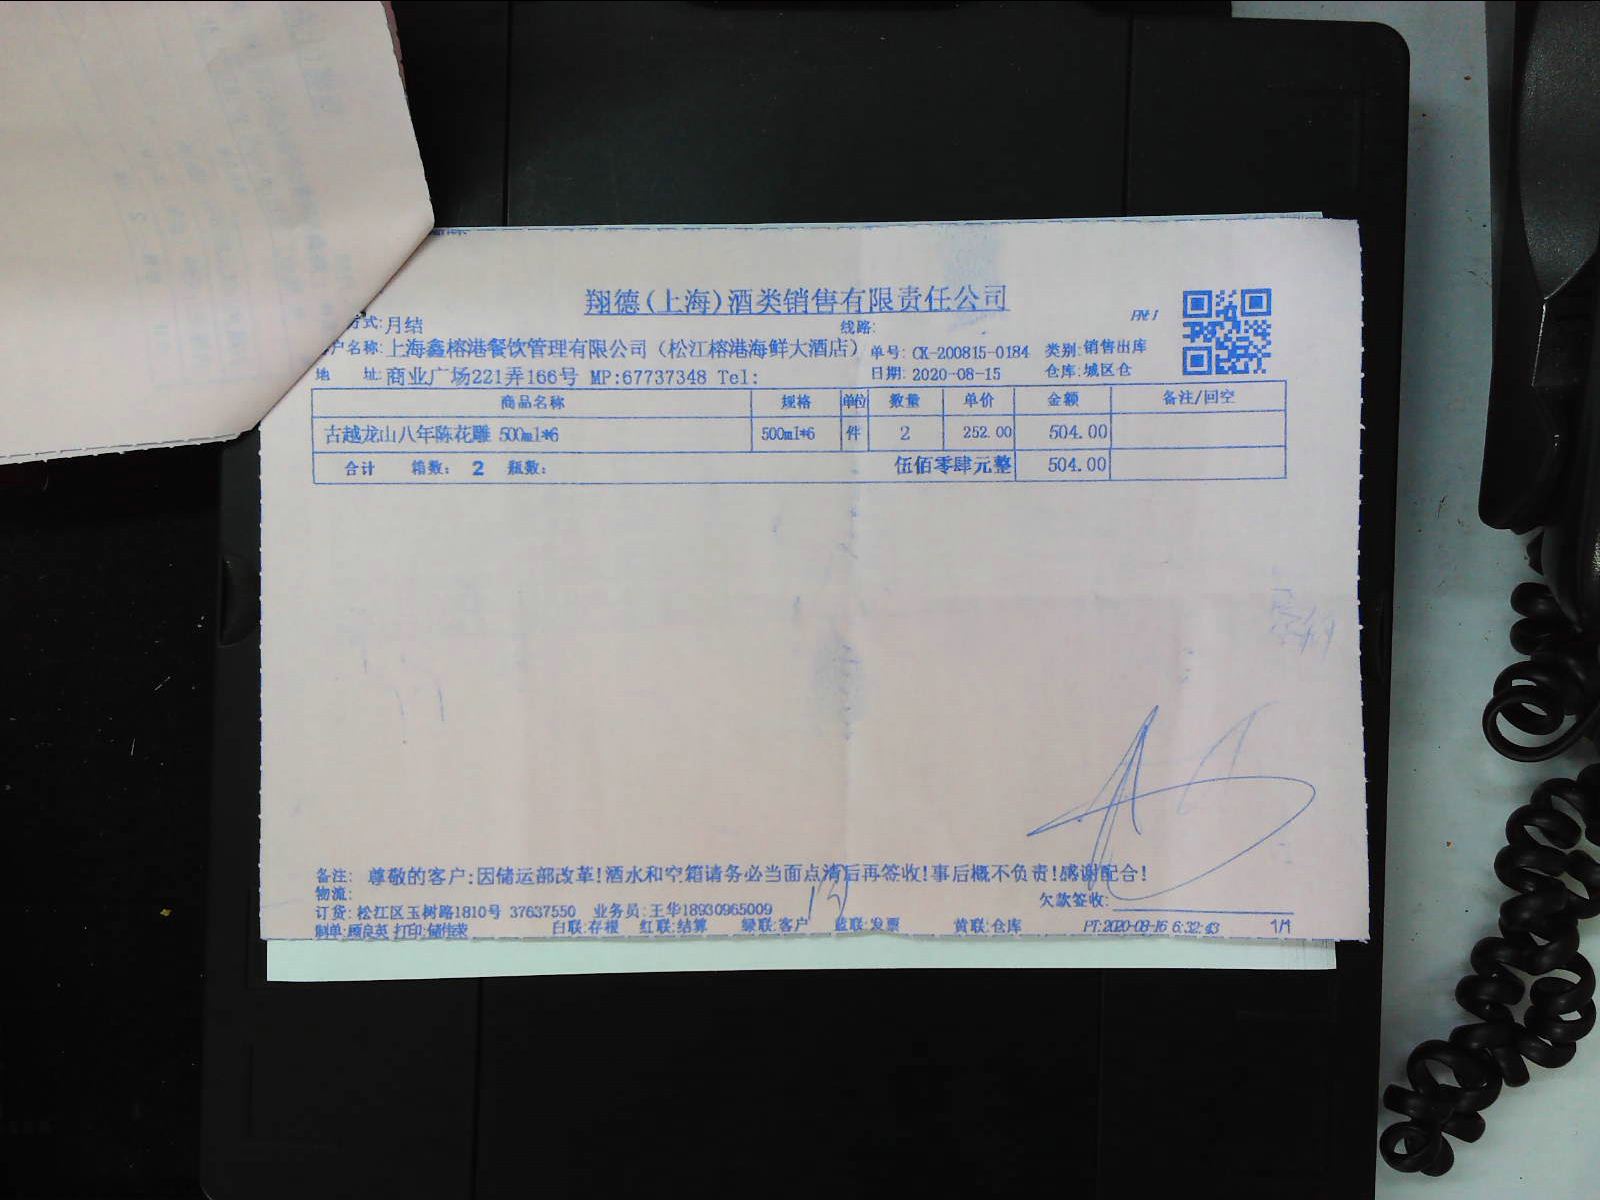 翔德(上海)酒类销售有限责任公司
方式:月结 线路:
户名称:上海鑫榕港餐饮管理有限公司（松江榕港海鲜大酒店） 单号: CK-200815-0184 类别:销售出库
地 址:商业广场221弄166号 MP:67737348 Tel: 日期: 2020-08-15 仓库:城区仓
商品名称 规格 单位 数量 单价 金额 备注/回空
古越龙山八年陈花雕 500ml*6 500ml*6 件 2 252.00 504.00
合计 箱数: 2 瓶数: 伍佰零肆元整 504.00
备注: 尊敬的客户:因储运部改革!酒水和空箱请务必当面点清后再签收!事后概不负责!感谢配合!
物流:
欠款签收:
订货:松江区玉树路1810号 37637550 业务员:王华18930965009
制单:顾良英 打印:储佳蓉 白联:存根 红联:结算 绿联:客户 蓝联:发票 黄联:仓库 PT:2020-08-16 6:32:43 1/1